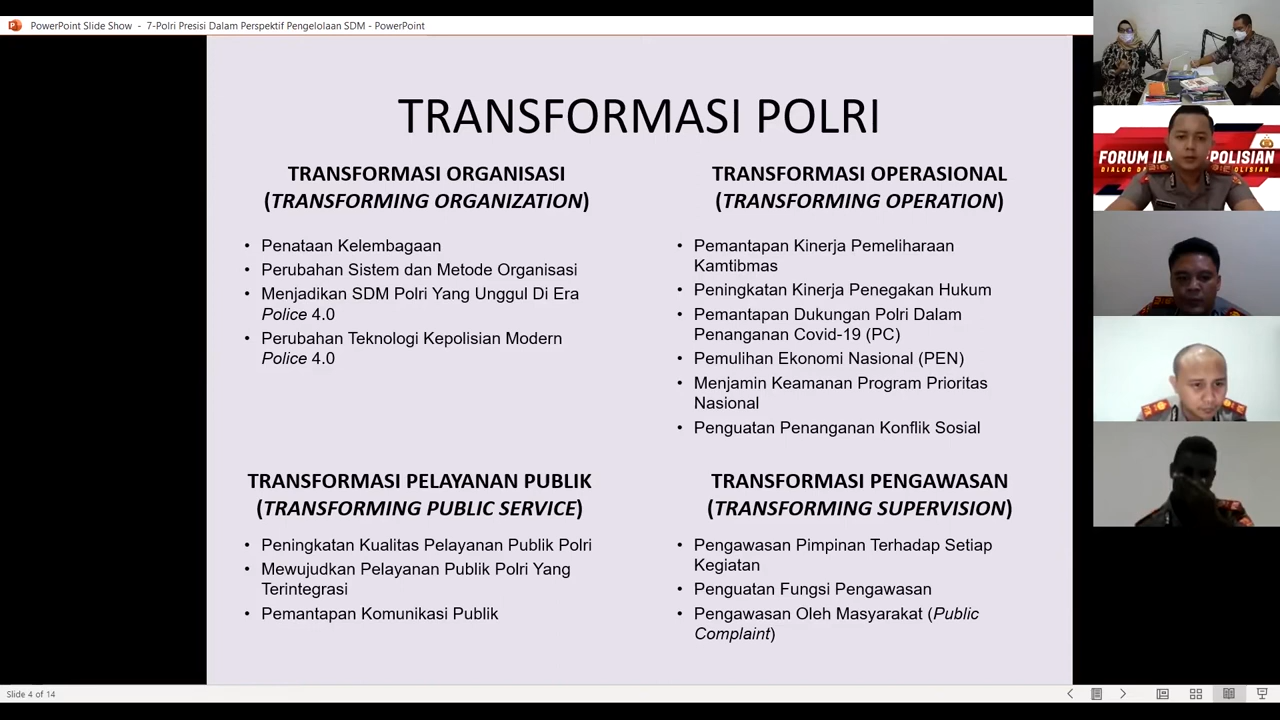 PowerPoint Slide Show - 7-Polri Presisi Dalam Perspektif Pengelolaan SDM - PowerPoint
TRANSFORMASI POLRI
TRANSFORMASI ORGANISASI
(TRANSFORMING ORGANIZATION)
• Penataan Kelembagaan
• Perubahan Sistem dan Metode Organisasi
• Menjadikan SDM Polri Yang Unggul Di Era
Police 4.0
• Perubahan Teknologi Kepolisian Modern
Police 4.0
TRANSFORMASI OPERASIONAL
(TRANSFORMING OPERATION)
• Pemantapan Kinerja Pemeliharaan
Kamtibmas
• Peningkatan Kinerja Penegakan Hukum
• Pemantapan Dukungan Polri Dalam
Penanganan Covid-19 (PC)
• Pemulihan Ekonomi Nasional (PEN)
• Menjamin Keamanan Program Prioritas
Nasional
• Penguatan Penanganan Konflik Sosial
TRANSFORMASI PELAYANAN PUBLIK
(TRANSFORMING PUBLIC SERVICE)
• Peningkatan Kualitas Pelayanan Publik Polri
• Mewujudkan Pelayanan Publik Polri Yang
Terintegrasi
• Pemantapan Komunikasi Publik
TRANSFORMASI PENGAWASAN
(TRANSFORMING SUPERVISION)
• Pengawasan Pimpinan Terhadap Setiap
Kegiatan
• Penguatan Fungsi Pengawasan
• Pengawasan Oleh Masyarakat (Public
Complaint)
FORUM
Slide 4 of 14